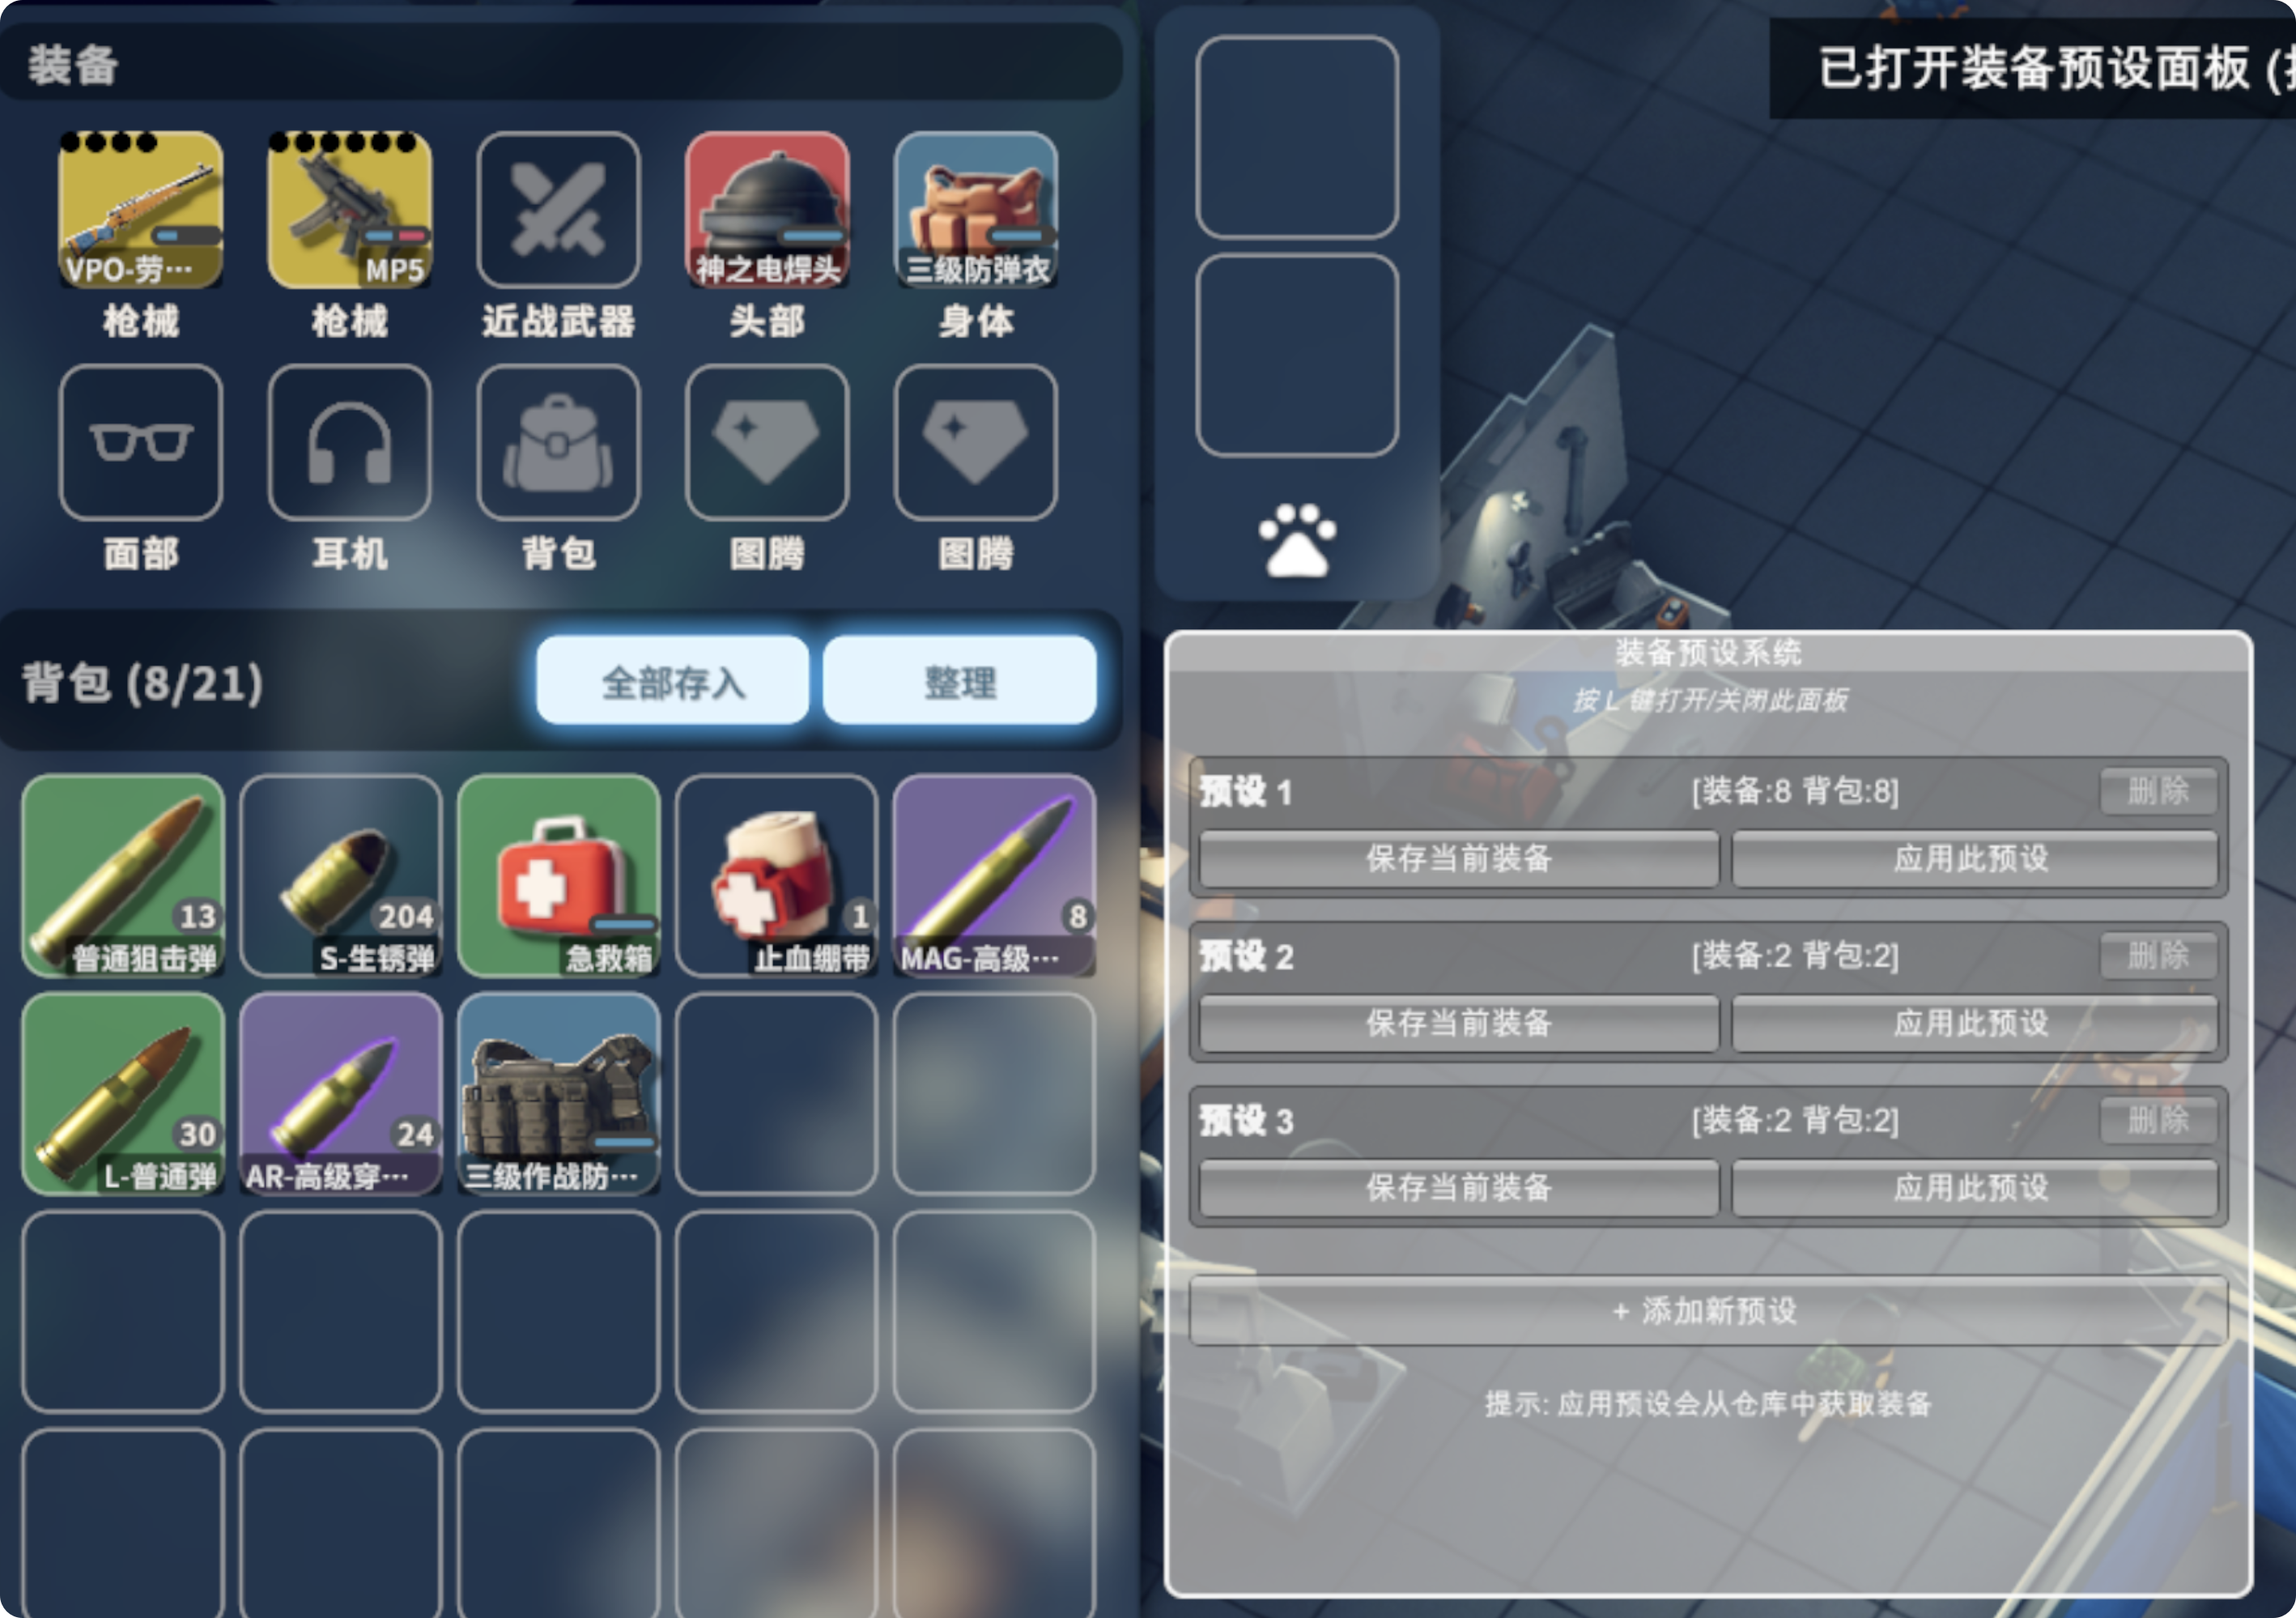 装备
已打开装备预设面板 (
VPO-劳···
MP5
神之电焊头
三级防弹衣
枪械
枪械
近战武器
头部
身体
面部
耳机
背包
图腾
图腾
背包 (8/21)
全部存入
整理
13
普通狙击弹
204
S-生锈弹
急救箱
1
止血绷带
8
MAG-高级···
30
L-普通弹
24
AR-高级穿···
三级作战防···
装备预设系统
按 L 键打开/关闭此面板
预设 1 [装备:8 背包:8] 删除
保存当前装备 应用此预设
预设 2 [装备:2 背包:2] 删除
保存当前装备 应用此预设
预设 3 [装备:2 背包:2] 删除
保存当前装备 应用此预设
+ 添加新预设
提示: 应用预设会从仓库中获取装备